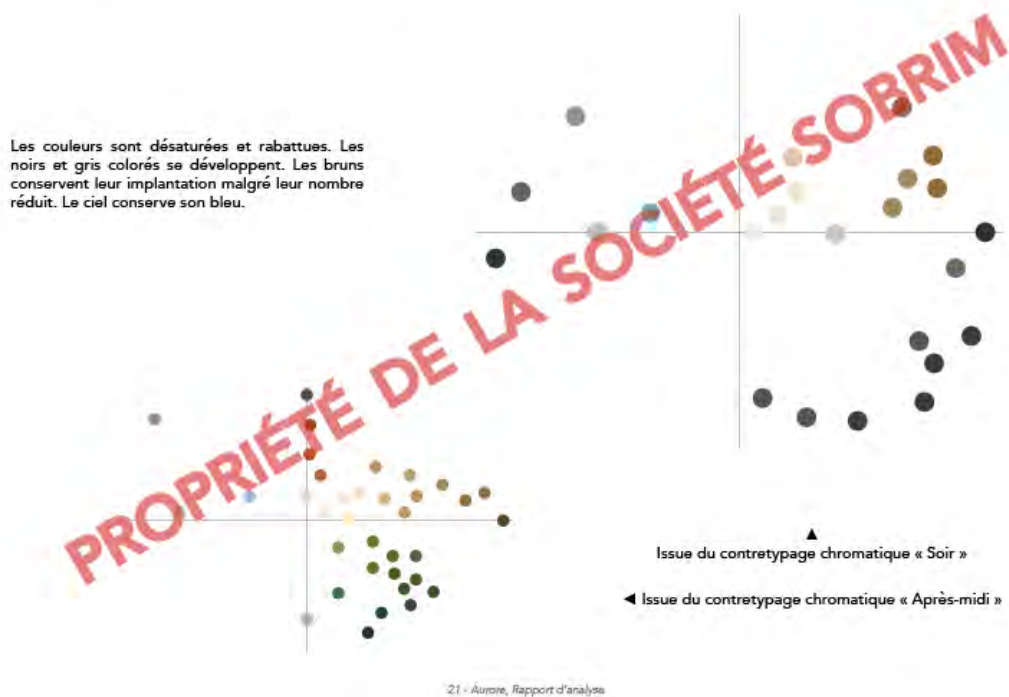 Les couleurs sont désaturées et rabattues. Les
noirs et gris colorés se développent. Les bruns
conservent leur implantation malgré leur nombre
réduit. Le ciel conserve son bleu.
PROPRIÉTÉ DE LA SOCIÉTÉ SOBRIM
▲
Issue du contretypage chromatique « Soir »
◄ Issue du contretypage chromatique « Après-midi »
21 - Aurore, Rapport d'analyse